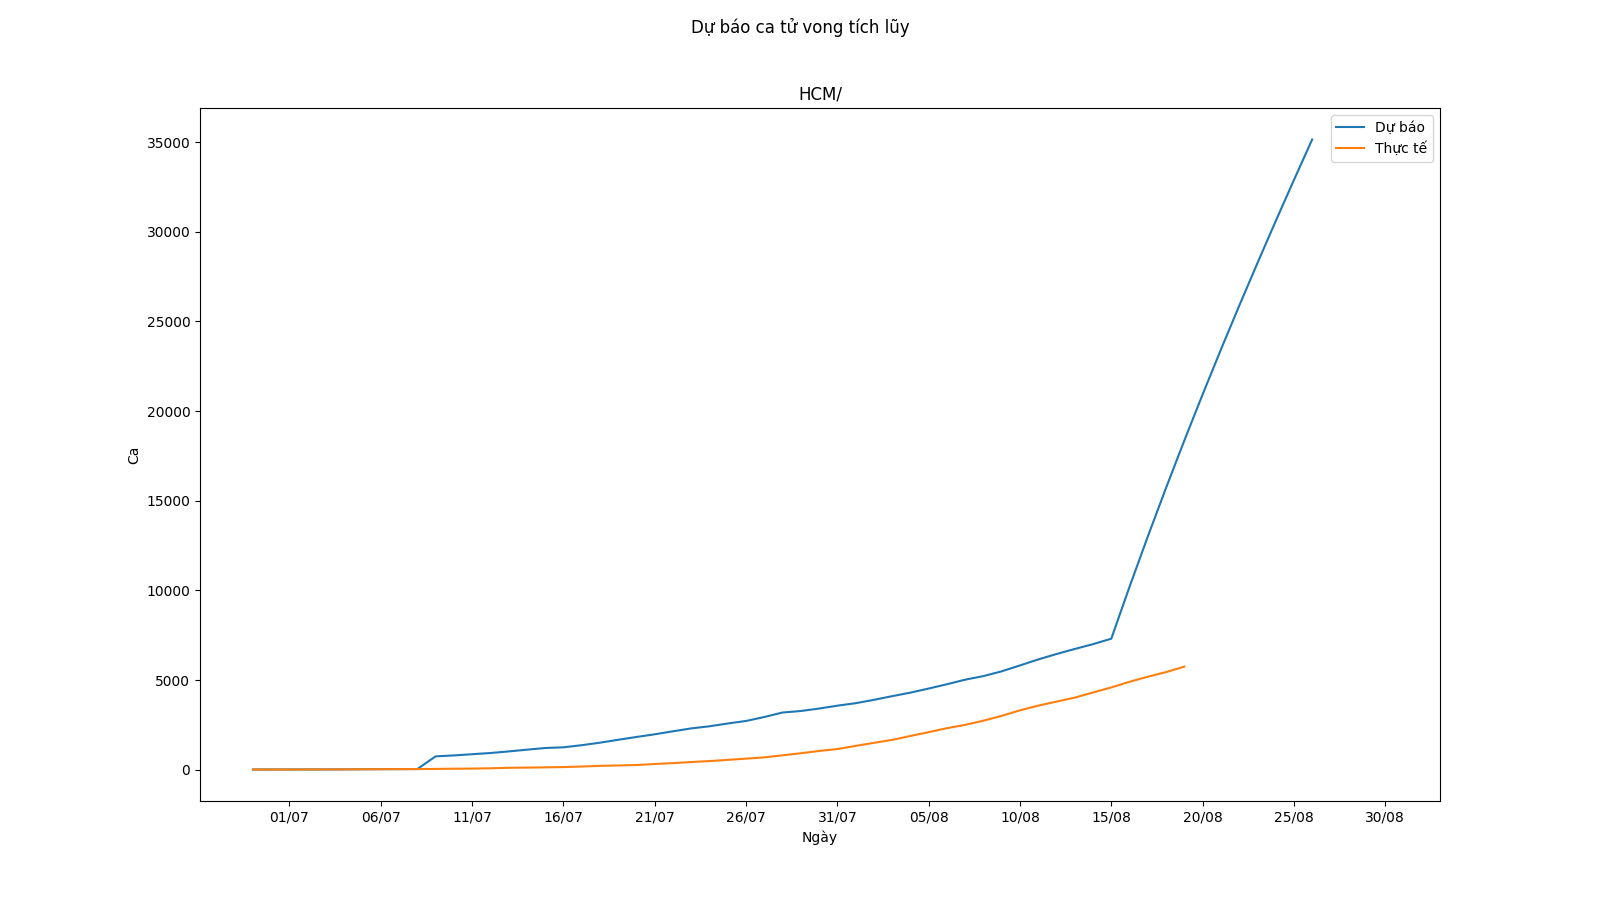 Dự báo ca tử vong tích lũy
HCM/
Dự báo
Thực tế
35000
30000
25000
20000
15000
10000
5000
0
Ca
01/07 06/07 11/07 16/07 21/07 26/07 31/07 05/08 10/08 15/08 20/08 25/08 30/08
Ngày